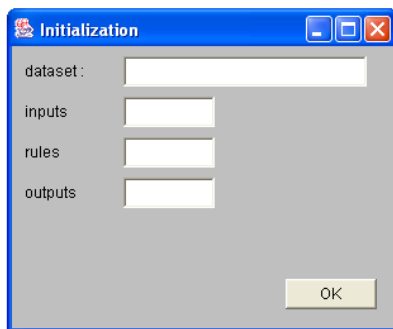 Initialization
dataset :
inputs
rules
outputs
OK